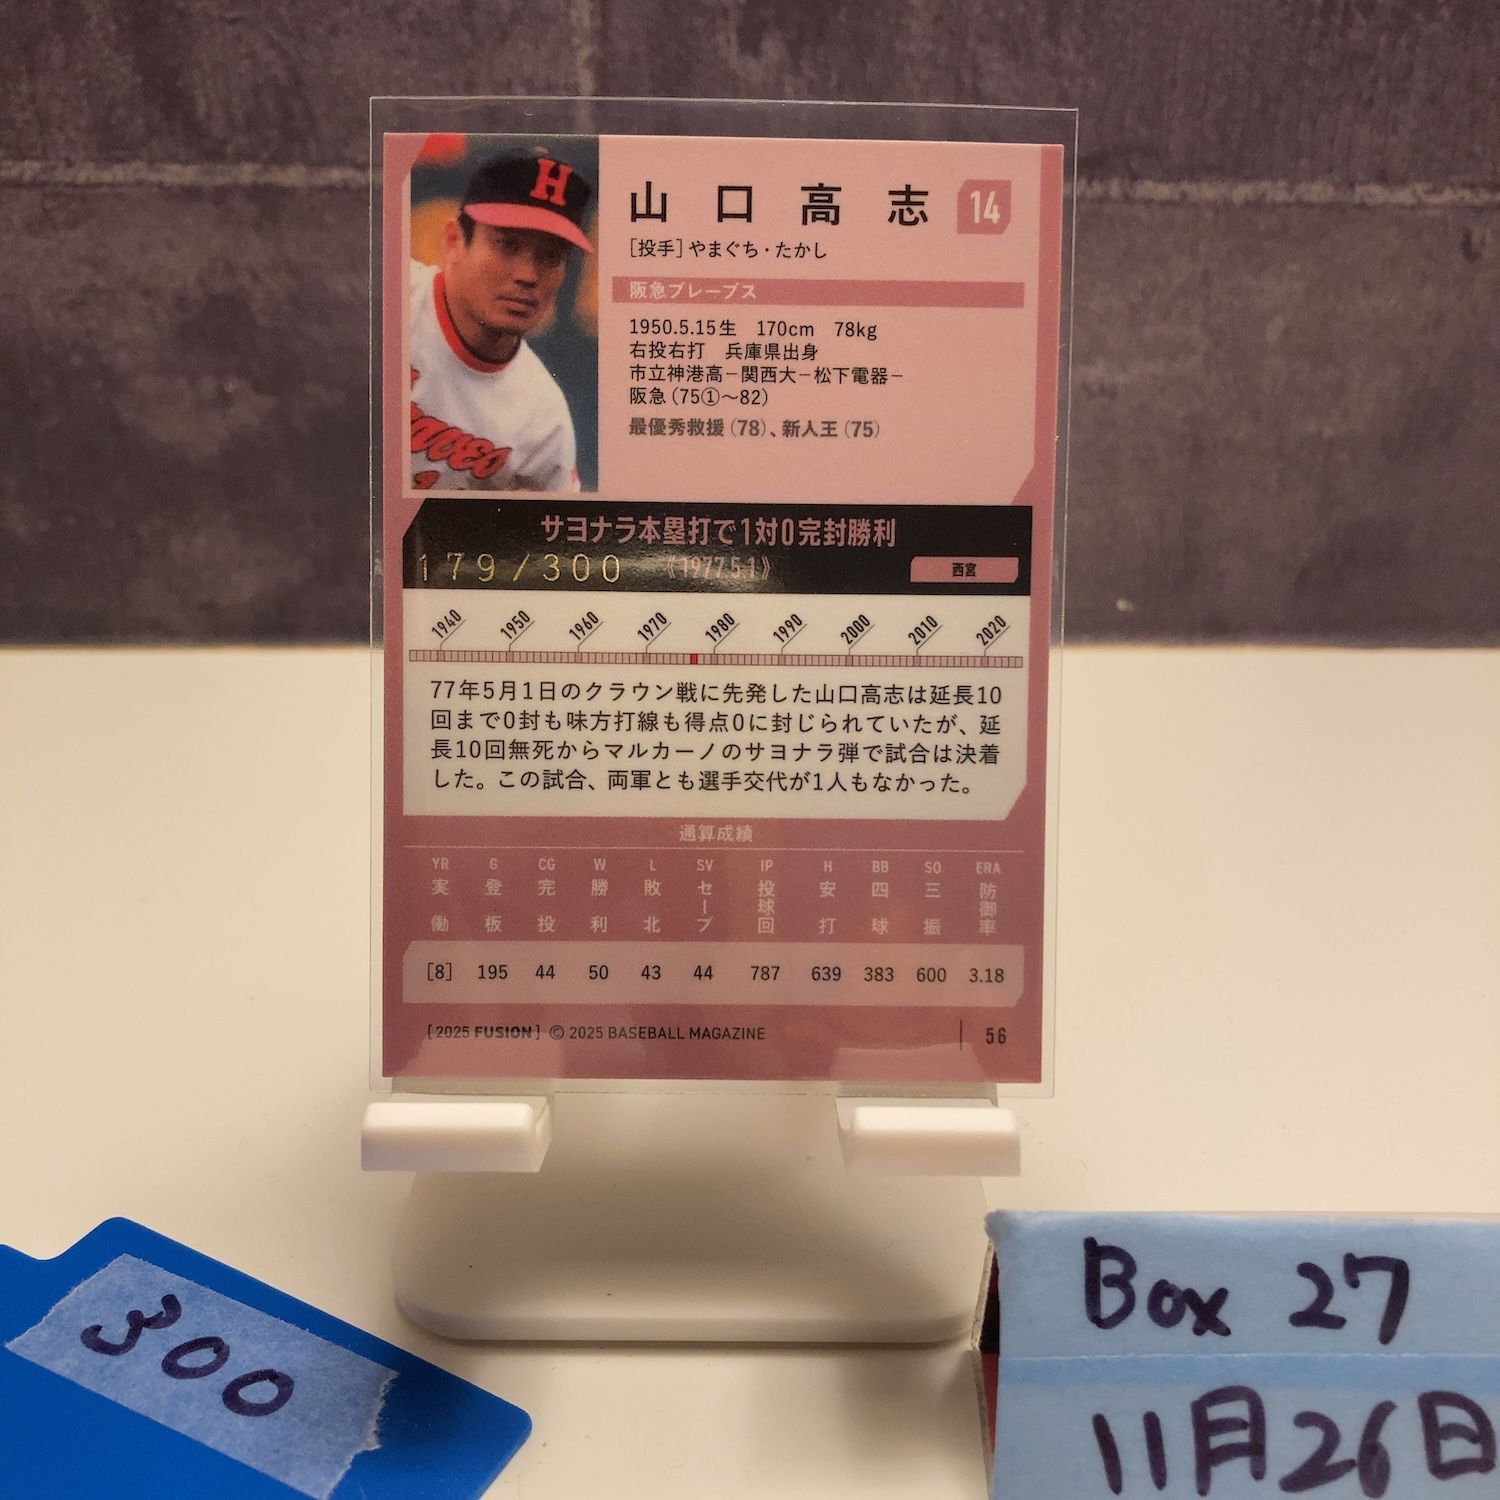 H
山口高志 14
[投手]やまぐち・たかし
阪急ブレーブス
1950.5.15生 170cm 78kg
右投右打 兵庫県出身
市立神港高－関西大－松下電器－
阪急(75①〜82)
最優秀救援(78)、新人王(75)
サヨナラ本塁打で1対0完封勝利
179/300 《1977.5.1》 西宮
1940 1950 1960 1970 1980 1990 2000 2010 2020
77年5月1日のクラウン戦に先発した山口高志は延長10
回まで0封も味方打線も得点0に封じられていたが、延
長10回無死からマルカーノのサヨナラ弾で試合は決着
した。この試合、両軍とも選手交代が1人もなかった。
通算成績
YR G CG W L SV IP H BB SO ERA
実働 登板 完投 勝利 敗北 セーブ 投球回 安打 四球 三振 防御率
[8] 195 44 50 43 44 787 639 383 600 3.18
[2025 FUSION] © 2025 BASEBALL MAGAZINE 56
300
Box 27
11月26日